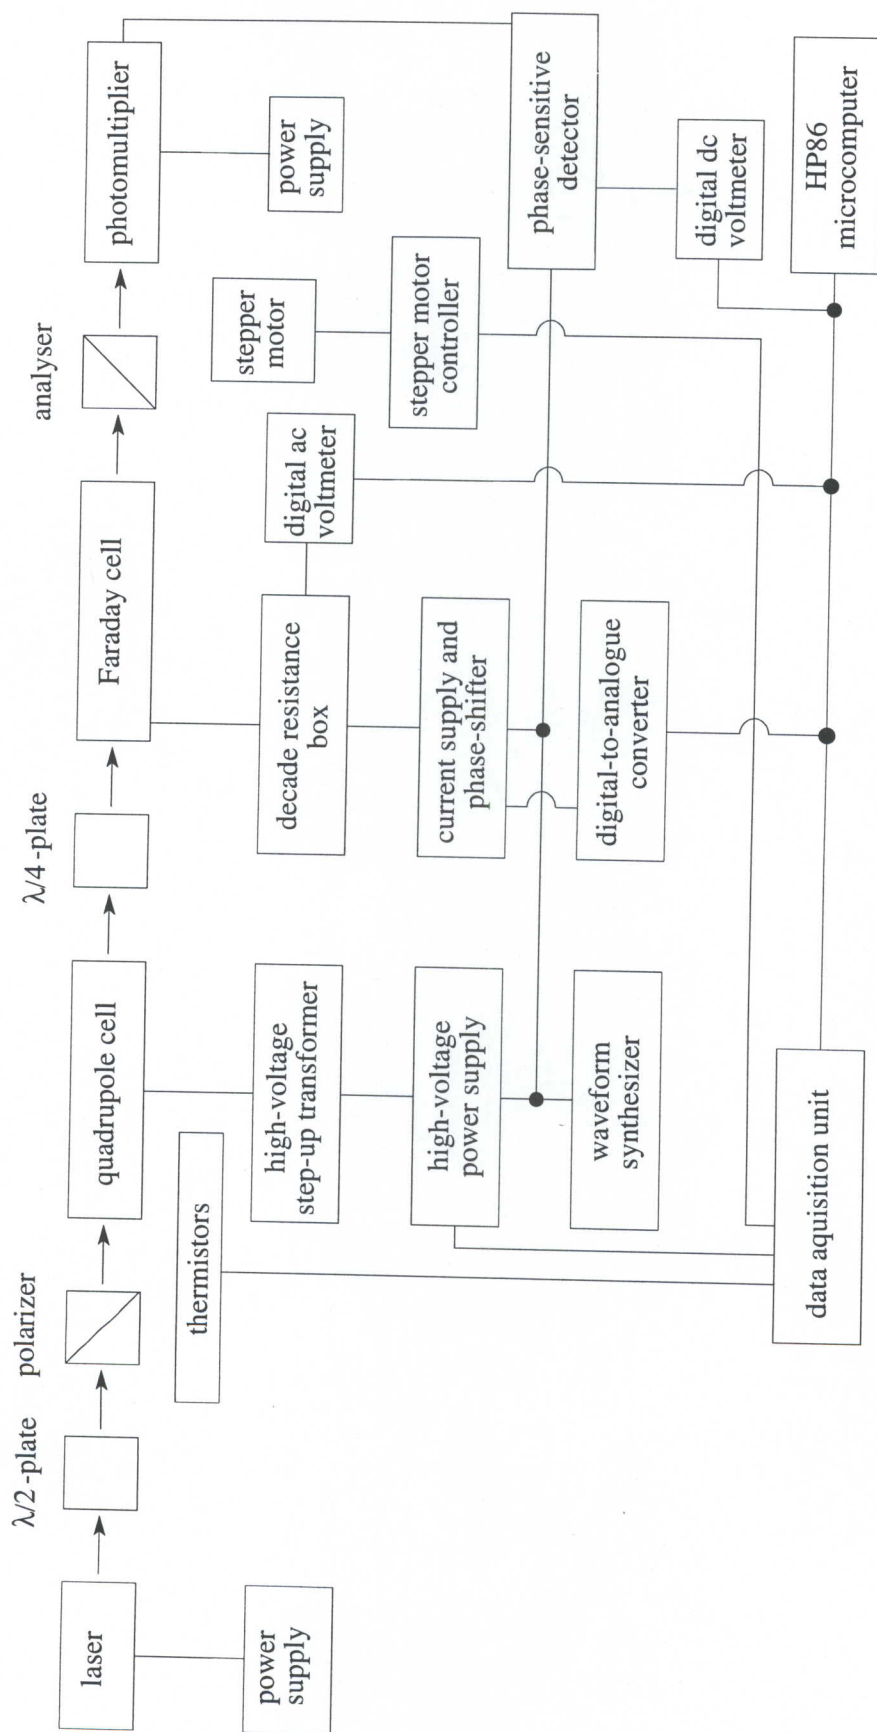 laser
power
supply
λ/2-plate
polarizer
quadrupole cell
λ/4-plate
Faraday cell
analyser
photomultiplier
power
supply
thermistors
high-voltage
step-up transformer
high-voltage
power supply
waveform
synthesizer
decade resistance
box
digital ac
voltmeter
current supply and
phase-shifter
digital-to-analogue
converter
stepper
motor
stepper motor
controller
phase-sensitive
detector
digital dc
voltmeter
data aquisition unit
HP86
microcomputer